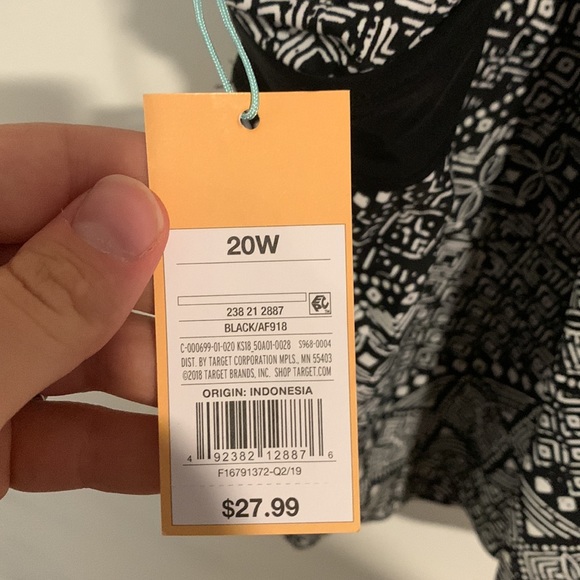 20W
238 21 2887
BLACK/AF918
C-000699-01-020 KS18_50A01-0028 S968-0004
DIST. BY TARGET CORPORATION MPLS., MN 55403
©2018 TARGET BRANDS, INC. SHOP TARGET.COM
ORIGIN: INDONESIA
4 92382 12887 6
F16791372-Q2/19
$27.99